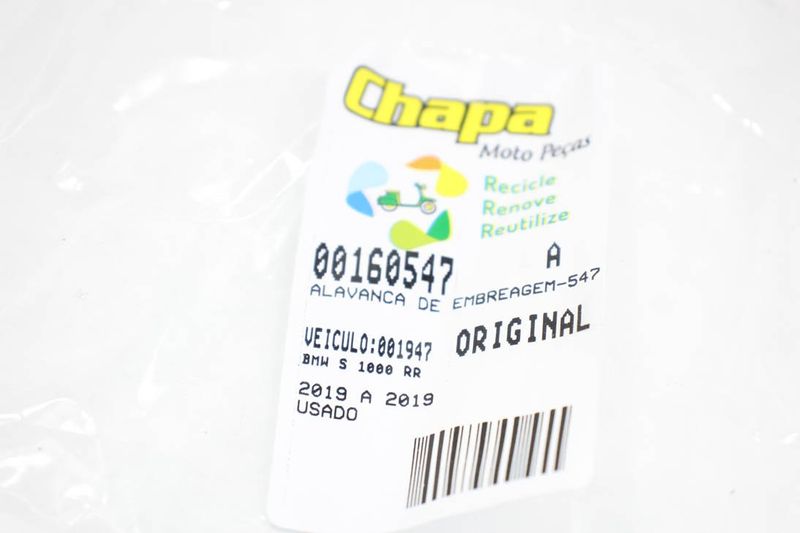 Chapa
Moto Peças
Recicle
Renove
Reutilize
00160547 A
ALAVANCA DE EMBREAGEM-547
VEICULO:001947 ORIGINAL
BMW S 1000 RR
2019 A 2019
USADO